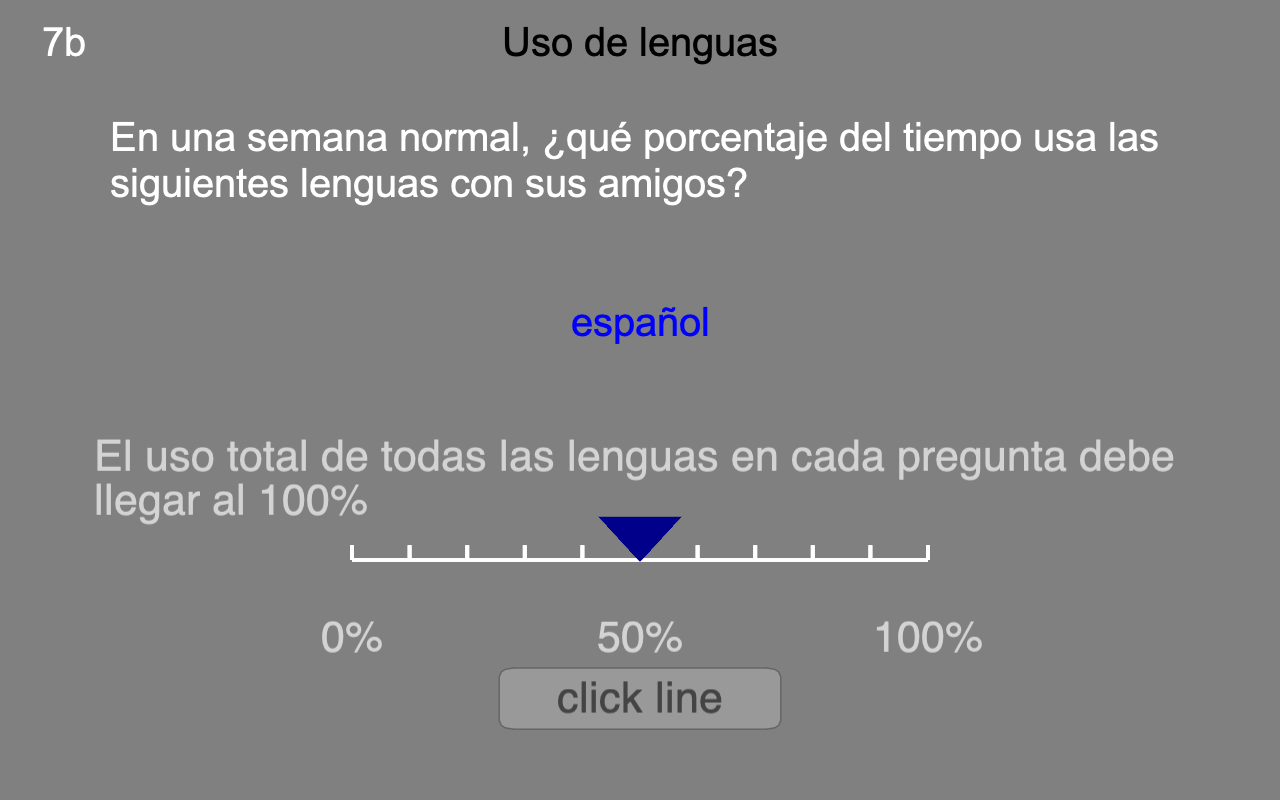 7b
Uso de lenguas
En una semana normal, ¿qué porcentaje del tiempo usa las
siguientes lenguas con sus amigos?
español
El uso total de todas las lenguas en cada pregunta debe
llegar al 100%
0%
50%
100%
click line